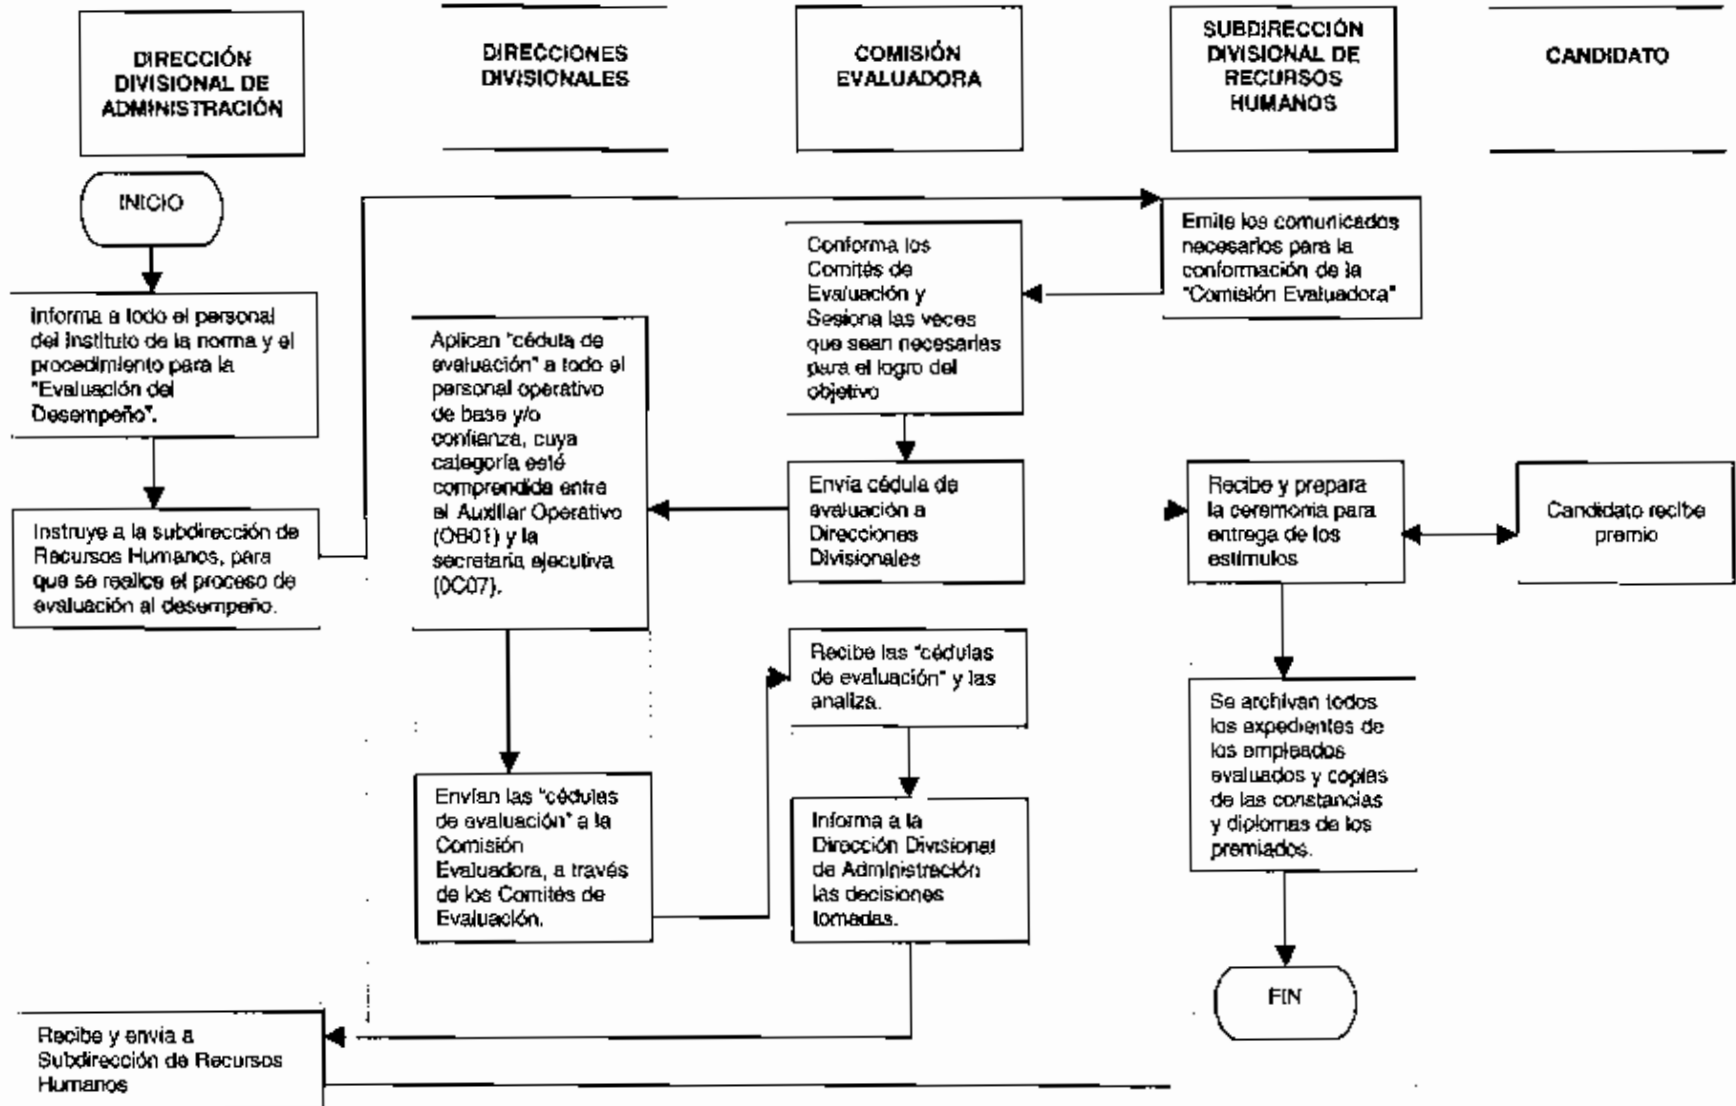 DIRECCIÓN
DIVISIONAL DE
ADMINISTRACIÓN
DIRECCIONES
DIVISIONALES
COMISIÓN
EVALUADORA
SUBDIRECCIÓN
DIVISIONAL DE
RECURSOS
HUMANOS
CANDIDATO
INICIO
Informa a todo el personal
del Instituto de la norma y el
procedimiento para la
"Evaluación del
Desempeño".
Instruye a la subdirección de
Recursos Humanos, para
que se realice el proceso de
evaluación al desempeño.
Emite los comunicados
necesarios para la
conformación de la
"Comisión Evaluadora"
Conforma los
Comités de
Evaluación y
Sesiona las veces
que sean necesarias
para el logro del
objetivo
Envía cédula de
evaluación a
Direcciones
Divisionales
Aplican "cédula de
evaluación" a todo el
personal operativo
de base y/o
confianza, cuya
categoría esté
comprendida entre
el Auxiliar Operativo
(OB01) y la
secretaria ejecutiva
(0C07).
Envían las "cédulas
de evaluación" a la
Comisión
Evaluadora, a través
de los Comités de
Evaluación.
Recibe las "cédulas
de evaluación" y las
analiza.
Informa a la
Dirección Divisional
de Administración
las decisiones
tomadas.
Recibe y envía a
Subdirección de Recursos
Humanos
Recibe y prepara
la ceremonia para
entrega de los
estímulos
Candidato recibe
premio
Se archivan todos
los expedientes de
los empleados
evaluados y copias
de las constancias
y diplomas de los
premiados.
FIN